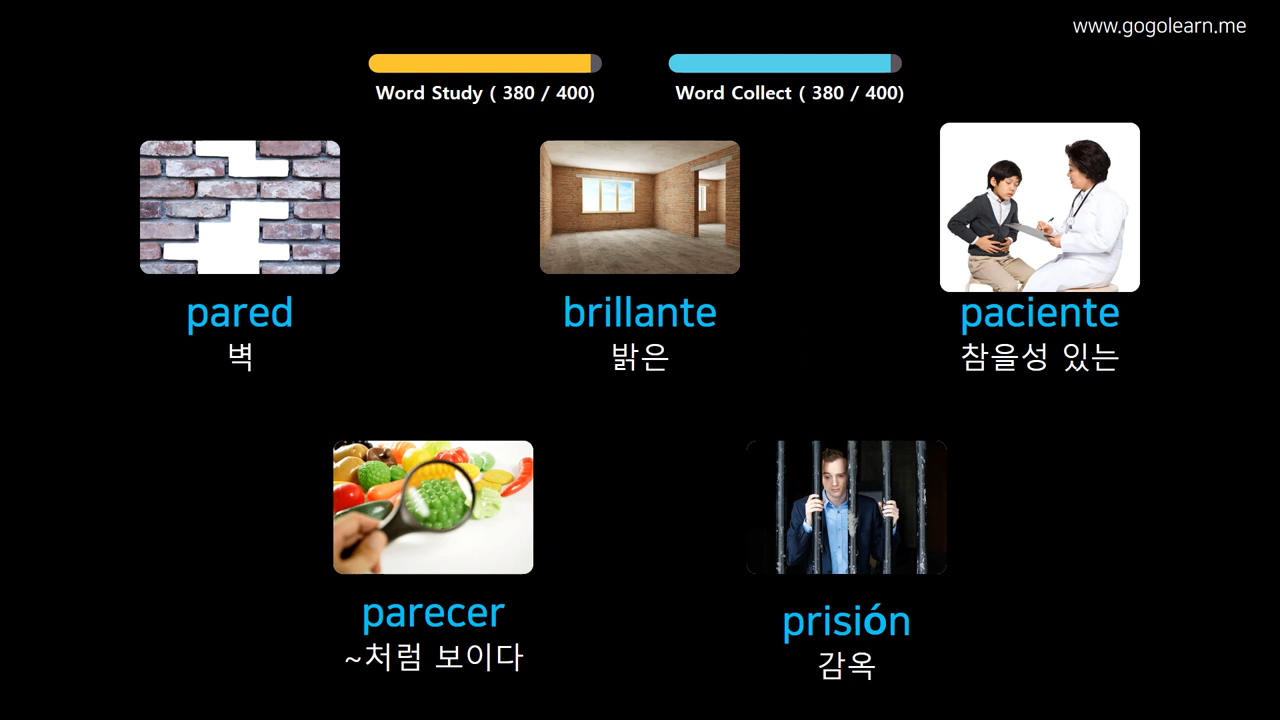 www.gogolearn.me
Word Study ( 380 / 400)
Word Collect ( 380 / 400)
pared
벽
brillante
밝은
paciente
참을성 있는
parecer
~처럼 보이다
prisión
감옥